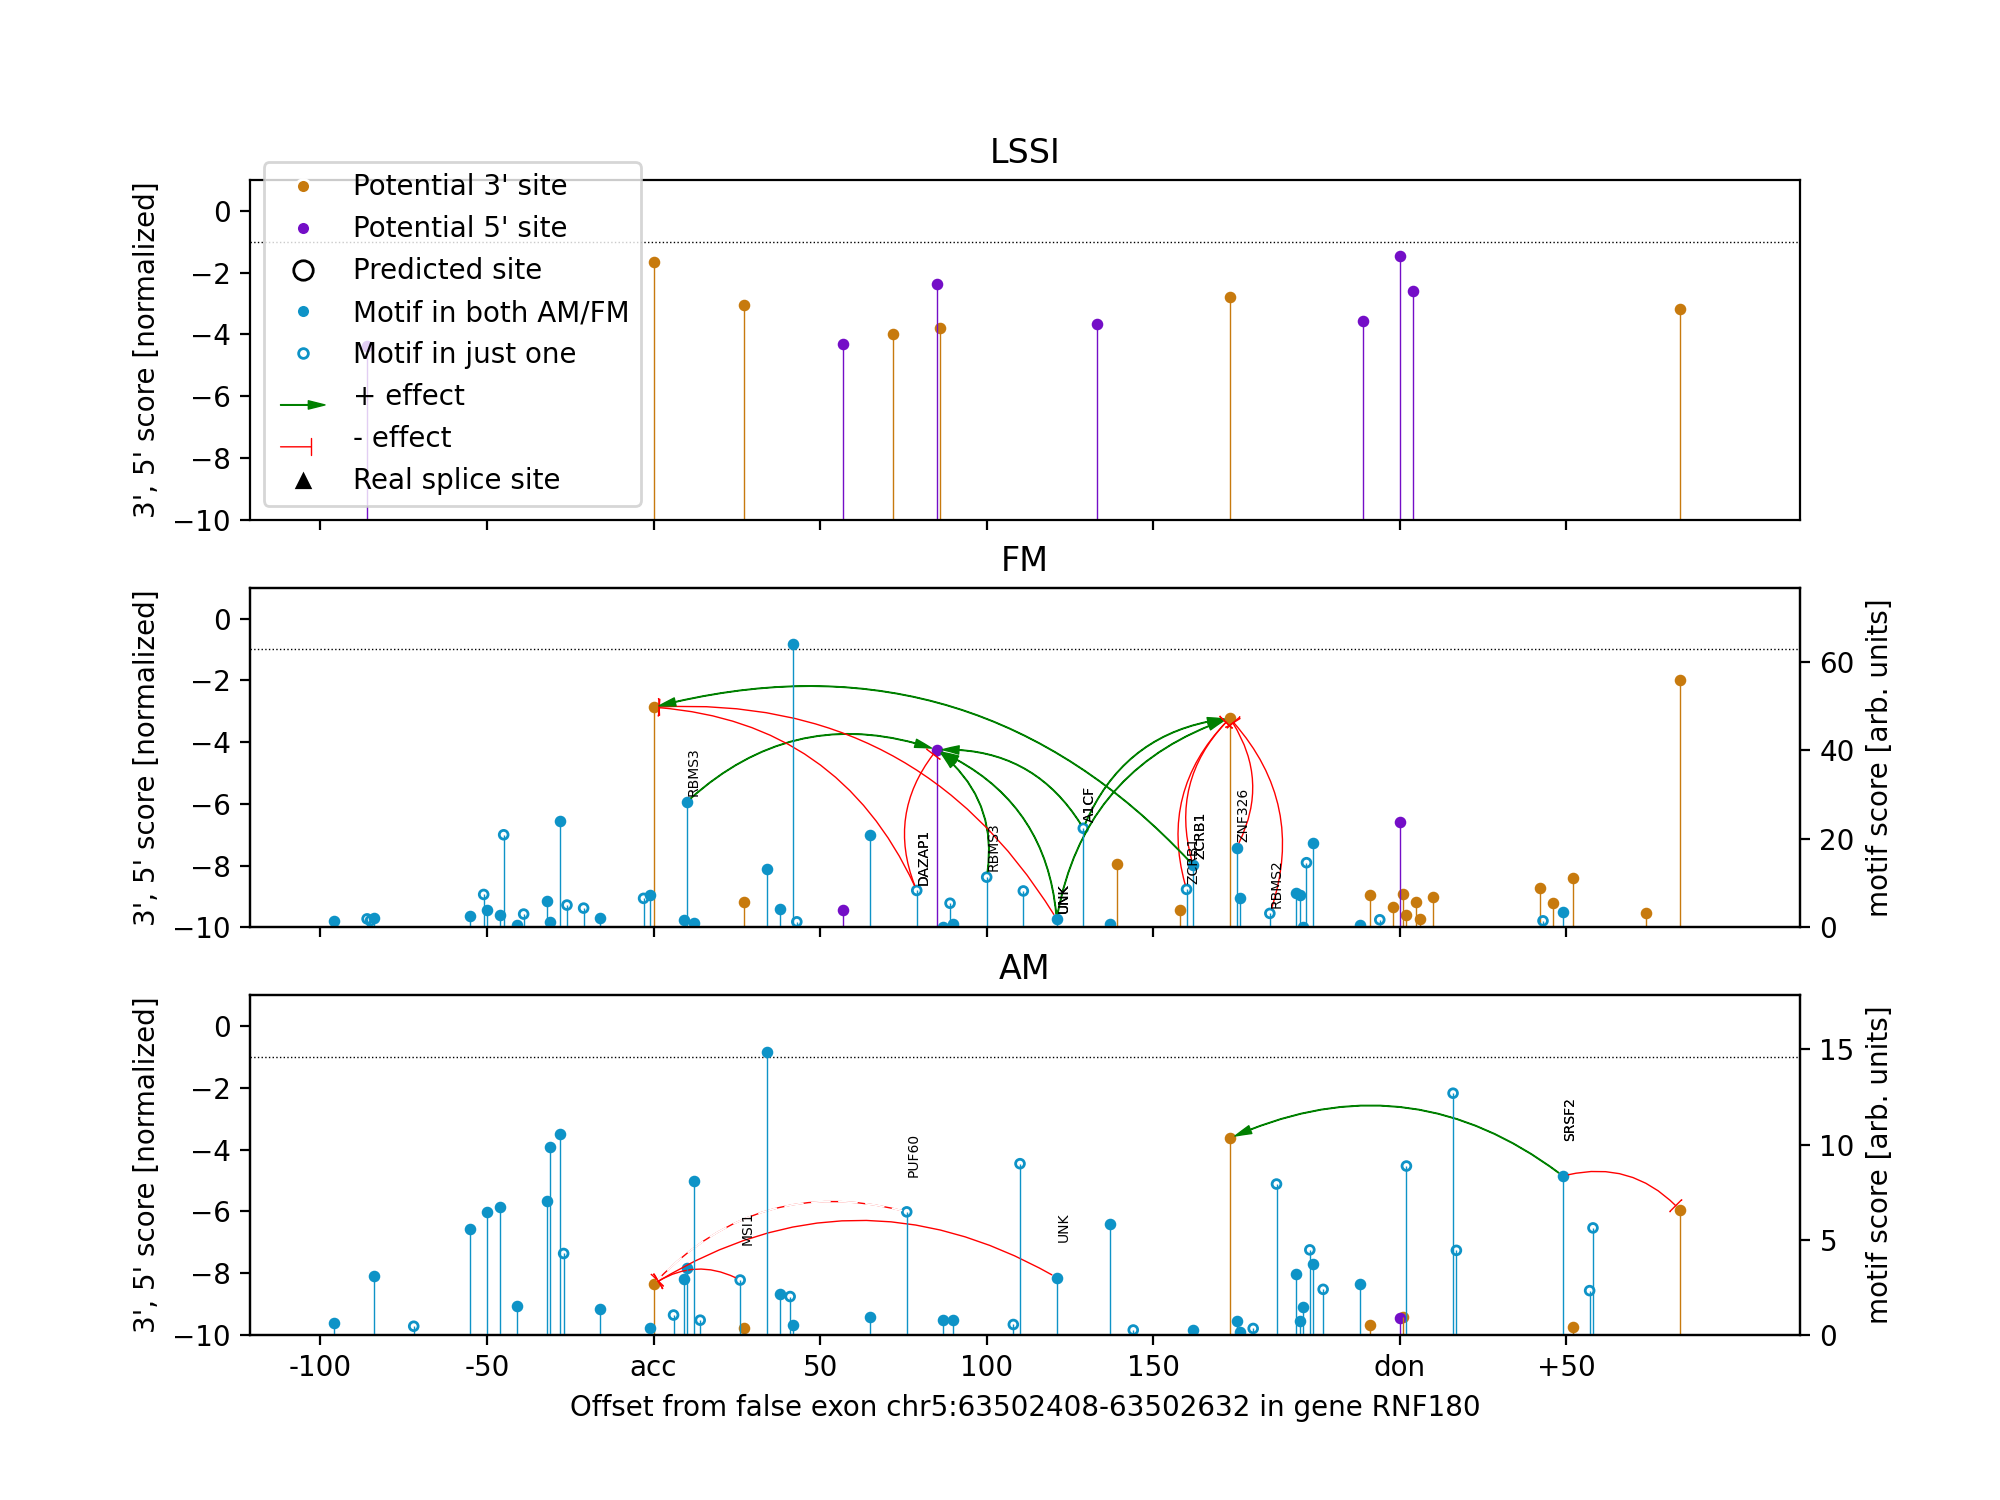 LSSI
3', 5' score [normalized]
0
−2
−4
−6
−8
−10
Potential 3' site
Potential 5' site
Predicted site
Motif in both AM/FM
Motif in just one
+ effect
- effect
Real splice site
FM
3', 5' score [normalized]
0
−2
−4
−6
−8
−10
RBMS3
DAZAP1
RBMS3
UNK
A1CF
ZCRB1
ZCRB1
ZNF326
RBMS2
60
40
20
0
motif score [arb. units]
AM
3', 5' score [normalized]
0
−2
−4
−6
−8
−10
MSI1
PUF60
UNK
SRSF2
15
10
5
0
motif score [arb. units]
-100
-50
acc
50
100
150
don
+50
Offset from false exon chr5:63502408-63502632 in gene RNF180